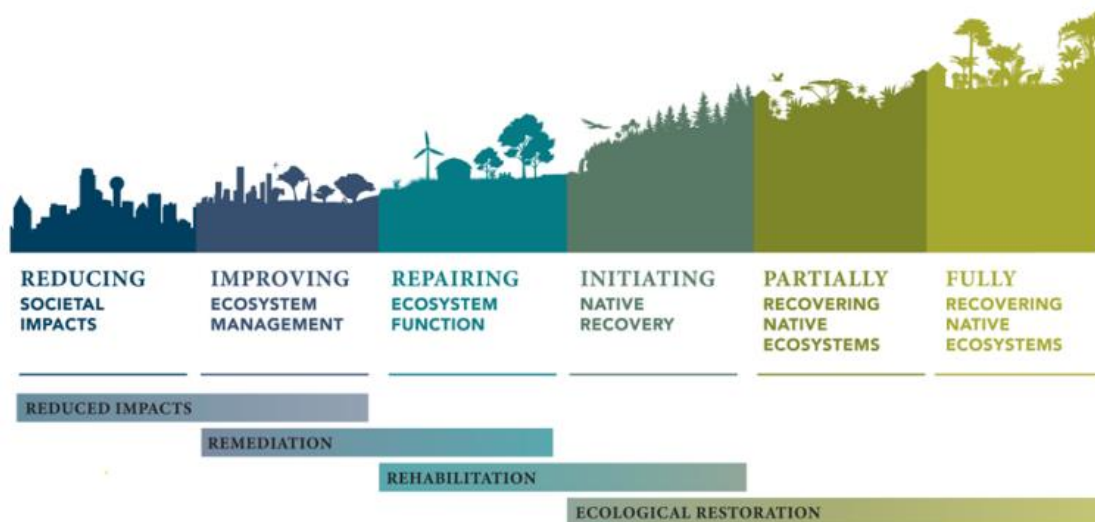 REDUCING
SOCIETAL
IMPACTS
IMPROVING
ECOSYSTEM
MANAGEMENT
REPAIRING
ECOSYSTEM
FUNCTION
INITIATING
NATIVE
RECOVERY
PARTIALLY
RECOVERING
NATIVE
ECOSYSTEMS
FULLY
RECOVERING
NATIVE
ECOSYSTEMS
REDUCED IMPACTS
REMEDIATION
REHABILITATION
ECOLOGICAL RESTORATION